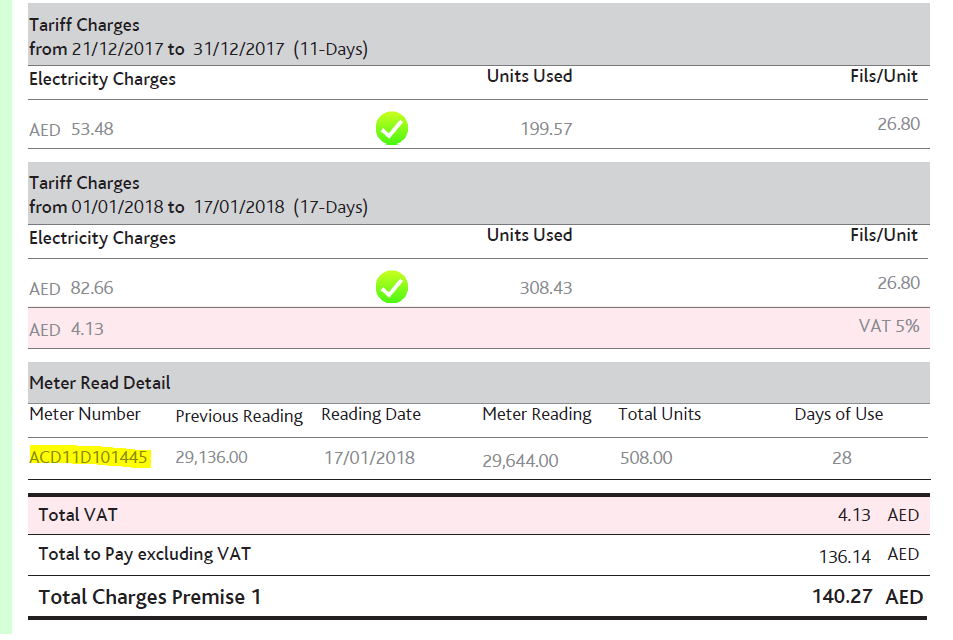 Tariff Charges
from 21/12/2017 to 31/12/2017 (11-Days)
Electricity Charges Units Used Fils/Unit
AED 53.48 199.57 26.80
Tariff Charges
from 01/01/2018 to 17/01/2018 (17-Days)
Electricity Charges Units Used Fils/Unit
AED 82.66 308.43 26.80
AED 4.13 VAT 5%
Meter Read Detail
Meter Number Previous Reading Reading Date Meter Reading Total Units Days of Use
ACD11D101445 29,136.00 17/01/2018 29,644.00 508.00 28
Total VAT 4.13 AED
Total to Pay excluding VAT 136.14 AED
Total Charges Premise 1 140.27 AED